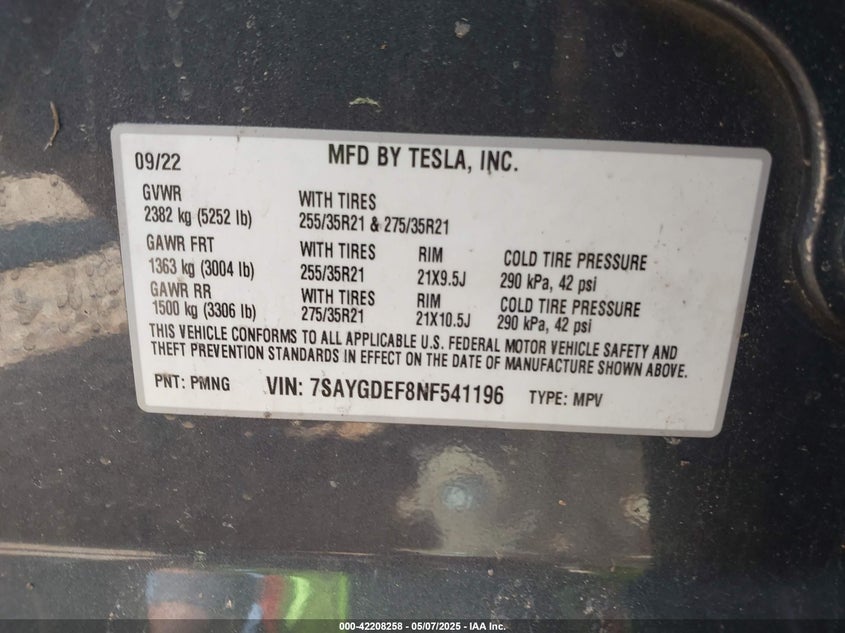 09/22 MFD BY TESLA, INC.
GVWR WITH TIRES
2382 kg (5252 lb) 255/35R21 & 275/35R21
GAWR FRT WITH TIRES RIM COLD TIRE PRESSURE
1363 kg (3004 lb) 255/35R21 21X9.5J 290 kPa, 42 psi
GAWR RR WITH TIRES RIM COLD TIRE PRESSURE
1500 kg (3306 lb) 275/35R21 21X10.5J 290 kPa, 42 psi
THIS VEHICLE CONFORMS TO ALL APPLICABLE U.S. FEDERAL MOTOR VEHICLE SAFETY AND
THEFT PREVENTION STANDARDS IN EFFECT ON THE DATE OF MANUFACTURE SHOWN ABOVE.
PNT: PMNG VIN: 7SAYGDEF8NF541196 TYPE: MPV
000-42208258 - 05/07/2025 - IAA Inc.